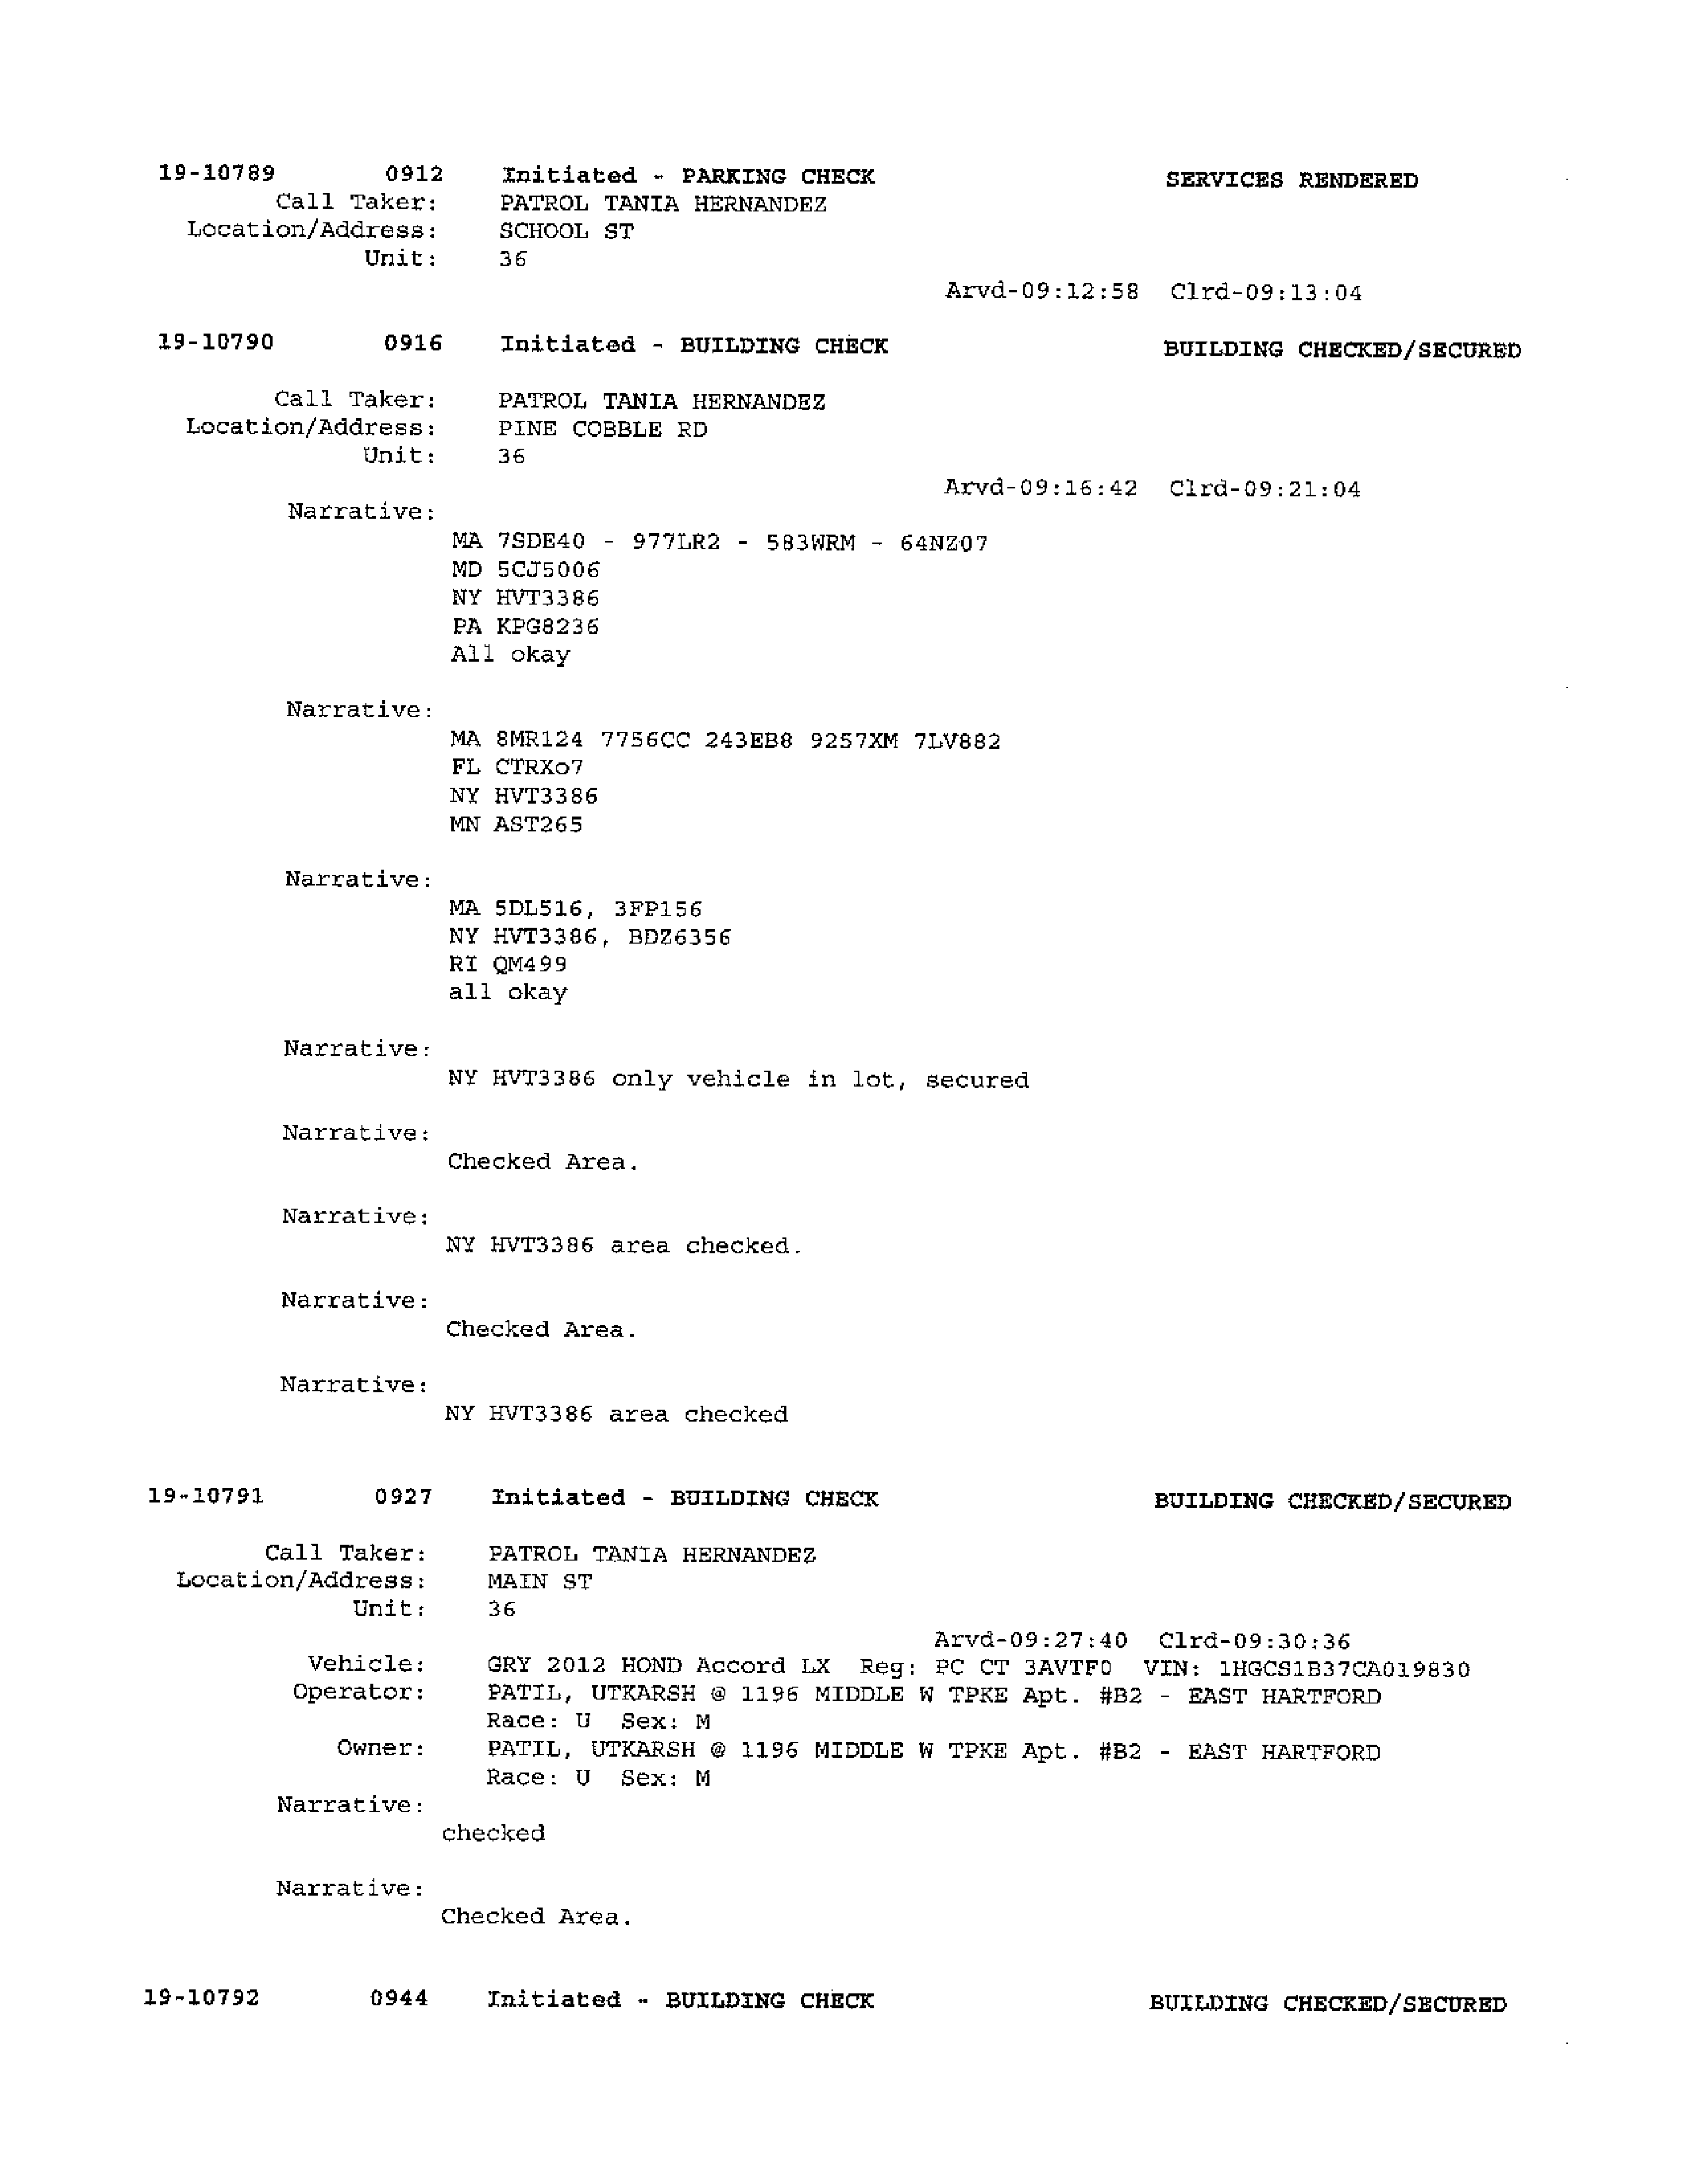 19-10789 0912 Initiated - PARKING CHECK SERVICES RENDERED
Call Taker: PATROL TANIA HERNANDEZ
Location/Address: SCHOOL ST
Unit: 36
Arvd-09:12:58 Clrd-09:13:04
19-10790 0916 Initiated - BUILDING CHECK BUILDING CHECKED/SECURED
Call Taker: PATROL TANIA HERNANDEZ
Location/Address: PINE COBBLE RD
Unit: 36
Arvd-09:16:42 Clrd-09:21:04
Narrative:
MA 7SDE40 - 977LR2 - 583WRM - 64NZ07
MD 5CJ5006
NY HVT3386
PA KPG8236
All okay
Narrative:
MA 8MR124 7756CC 243EB8 9257XM 7LV882
FL CTRXo7
NY HVT3386
MN AST265
Narrative:
MA 5DL516, 3FP156
NY HVT3386, BDZ6356
RI QM499
all okay
Narrative:
NY HVT3386 only vehicle in lot, secured
Narrative:
Checked Area.
Narrative:
NY HVT3386 area checked.
Narrative:
Checked Area.
Narrative:
NY HVT3386 area checked
19-10791 0927 Initiated - BUILDING CHECK BUILDING CHECKED/SECURED
Call Taker: PATROL TANIA HERNANDEZ
Location/Address: MAIN ST
Unit: 36
Arvd-09:27:40 Clrd-09:30:36
Vehicle: GRY 2012 HOND Accord LX Reg: PC CT 3AVTF0 VIN: 1HGCS1B37CA019830
Operator: PATIL, UTKARSH @ 1196 MIDDLE W TPKE Apt. #B2 - EAST HARTFORD
Race: U Sex: M
Owner: PATIL, UTKARSH @ 1196 MIDDLE W TPKE Apt. #B2 - EAST HARTFORD
Race: U Sex: M
Narrative:
checked
Narrative:
Checked Area.
19-10792 0944 Initiated - BUILDING CHECK BUILDING CHECKED/SECURED